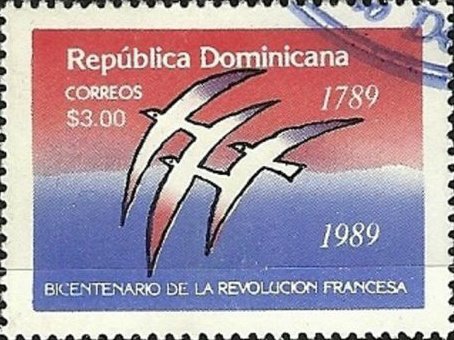 República Dominicana
CORREOS
1789
$3.00
1989
BICENTENARIO DE LA REVOLUCION FRANCESA